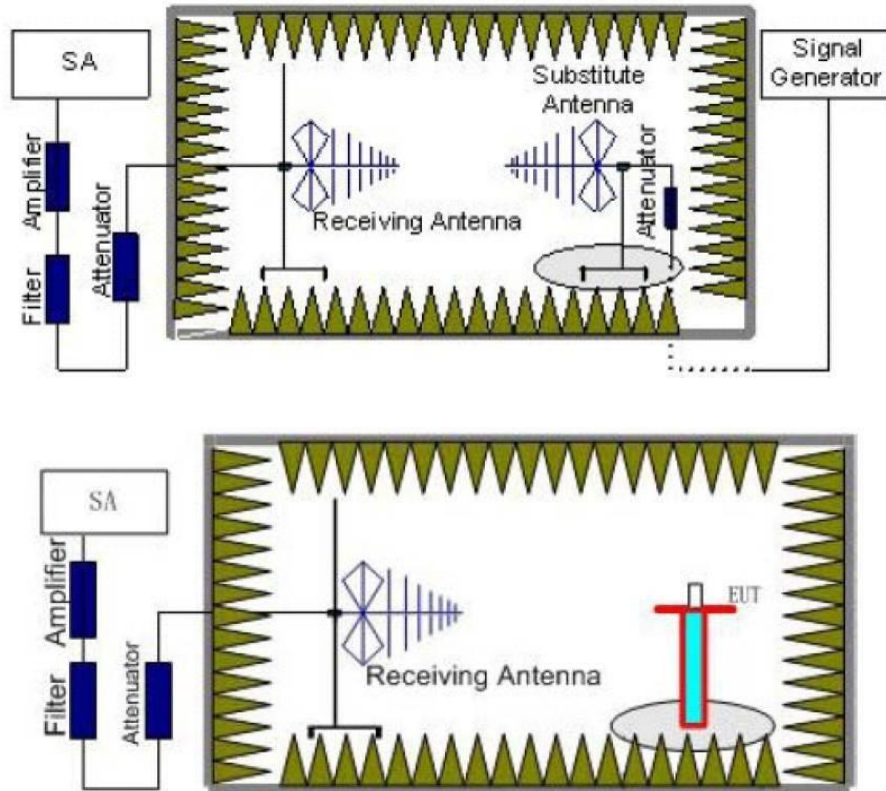 SA
Signal
Generator
Substitute
Antenna
Amplifier
Attenuator
Attenuator
Receiving Antenna
Filter
SA
Amplifier
EUT
Receiving Antenna
Filter
Attenuator